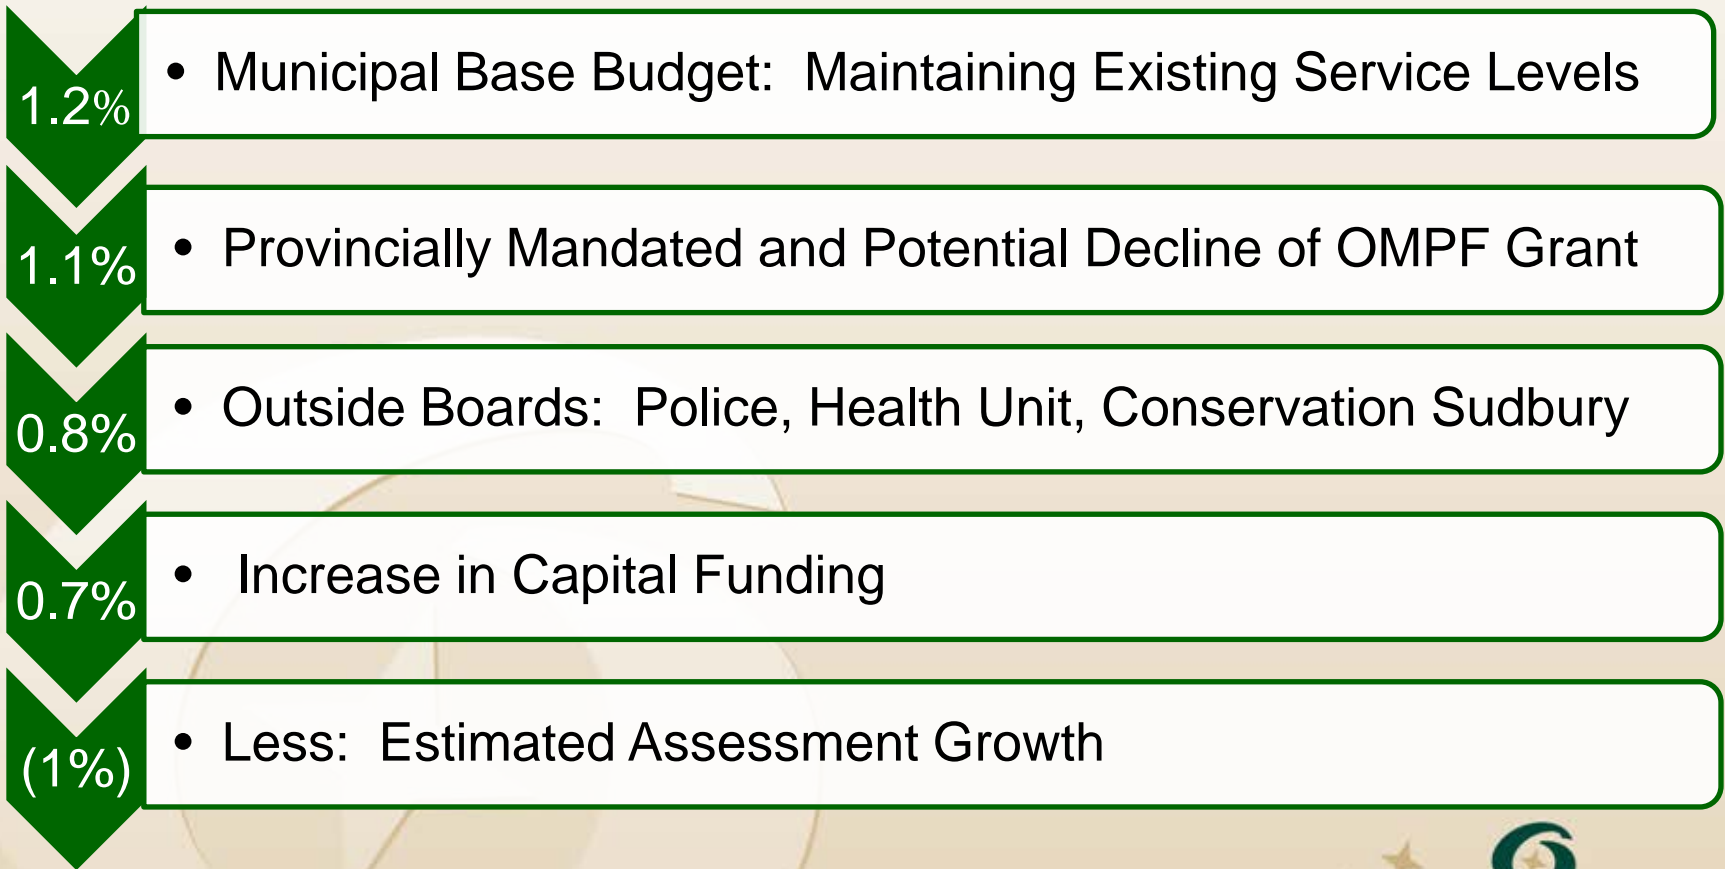 1.2%
• Municipal Base Budget: Maintaining Existing Service Levels
1.1%
• Provincially Mandated and Potential Decline of OMPF Grant
0.8%
• Outside Boards: Police, Health Unit, Conservation Sudbury
0.7%
• Increase in Capital Funding
(1%)
• Less: Estimated Assessment Growth